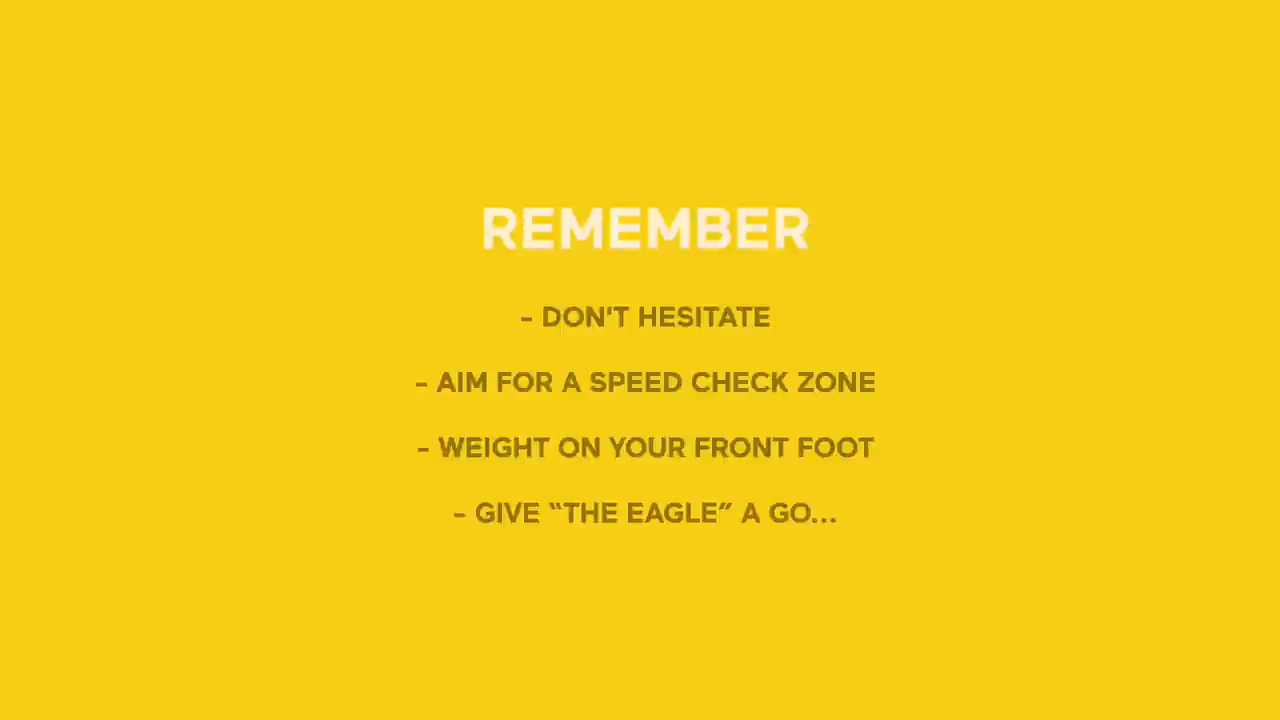 REMEMBER
- DON'T HESITATE
- AIM FOR A SPEED CHECK ZONE
- WEIGHT ON YOUR FRONT FOOT
- GIVE “THE EAGLE” A GO...